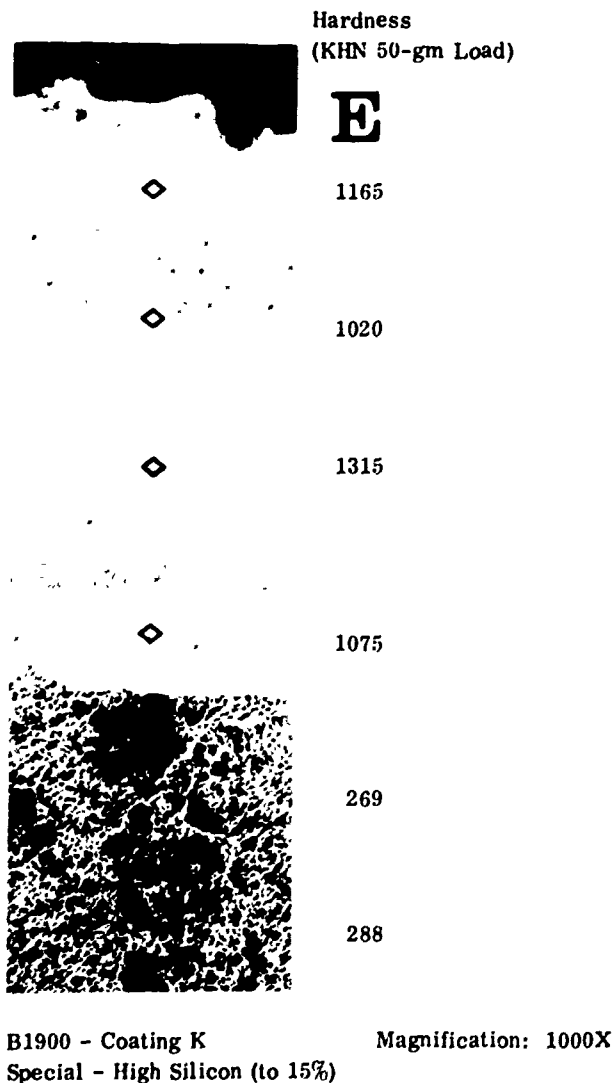 Hardness
(KHN 50-gm Load)
E
1165
1020
1315
1075
269
288
B1900 - Coating K Magnification: 1000X
Special - High Silicon (to 15%)